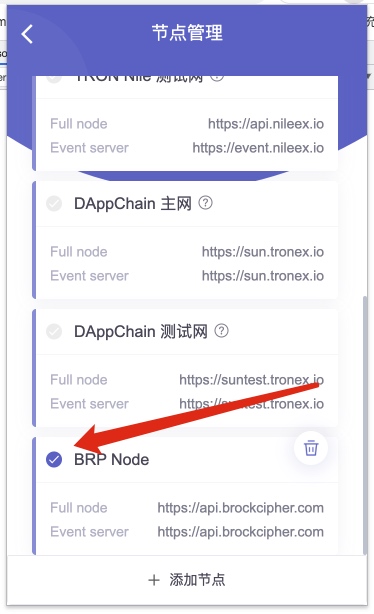 节点管理
TRON Nile 测试网
Full node https://api.nileex.io
Event server https://event.nileex.io
DAppChain 主网
Full node https://sun.tronex.io
Event server https://sun.tronex.io
DAppChain 测试网
Full node https://suntest.tronex.io
Event server https://suntest.tronex.io
BRP Node
Full node https://api.brockcipher.com
Event server https://api.brockcipher.com
添加节点